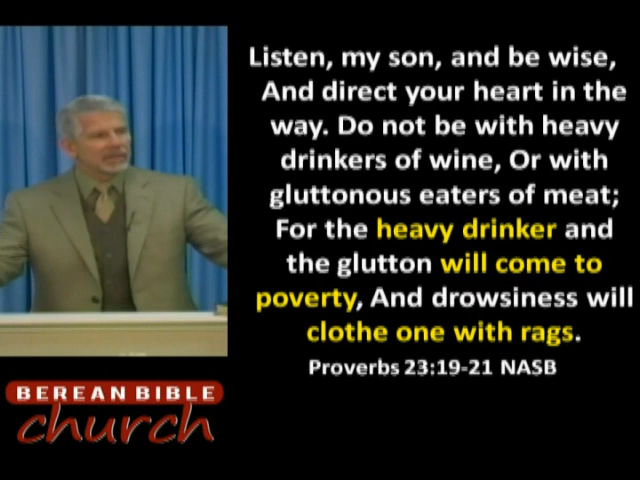 Listen, my son, and be wise,
And direct your heart in the
way. Do not be with heavy
drinkers of wine, Or with
gluttonous eaters of meat;
For the heavy drinker and
the glutton will come to
poverty, And drowsiness will
clothe one with rags.
Proverbs 23:19-21 NASB
BEREAN BIBLE
church